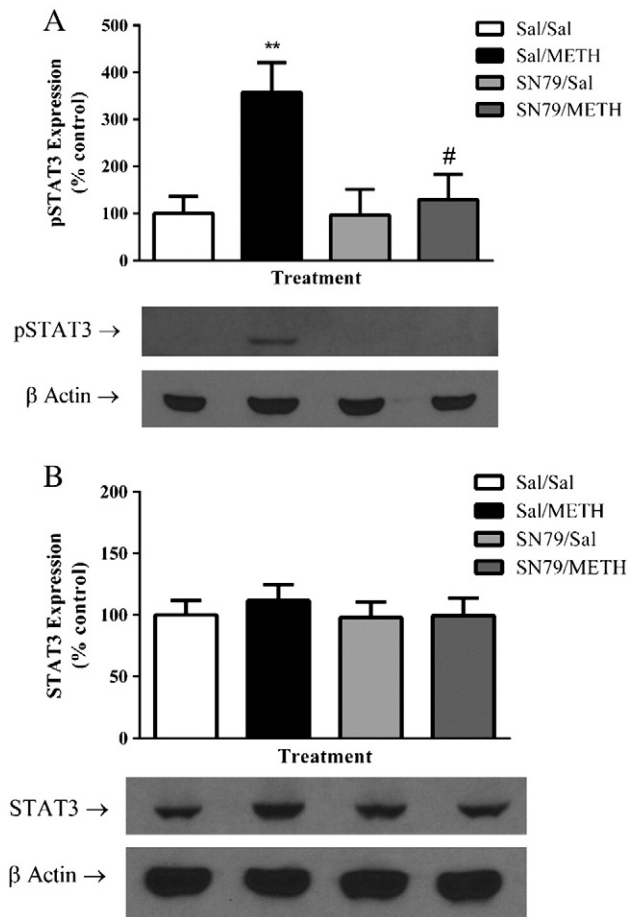 A
pSTAT3 Expression
(% control)
500
400
300
200
100
0
**
#
Sal/Sal
Sal/METH
SN79/Sal
SN79/METH
Treatment
pSTAT3 →
β Actin →
B
STAT3 Expression
(% control)
200
150
100
50
0
Sal/Sal
Sal/METH
SN79/Sal
SN79/METH
Treatment
STAT3 →
β Actin →